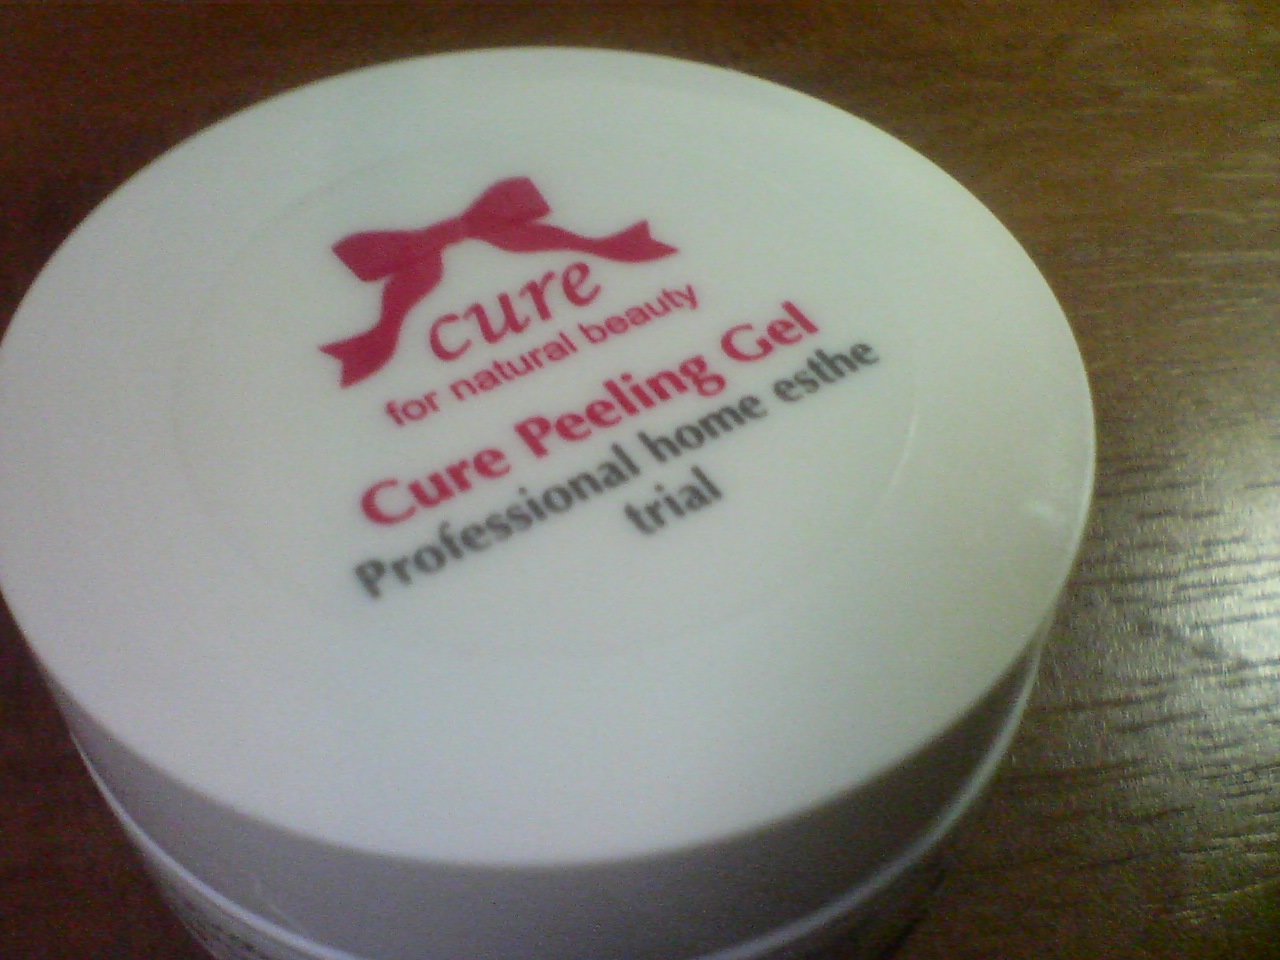 cure
for natural beauty
Cure Peeling Gel
Professional home esthe
trial